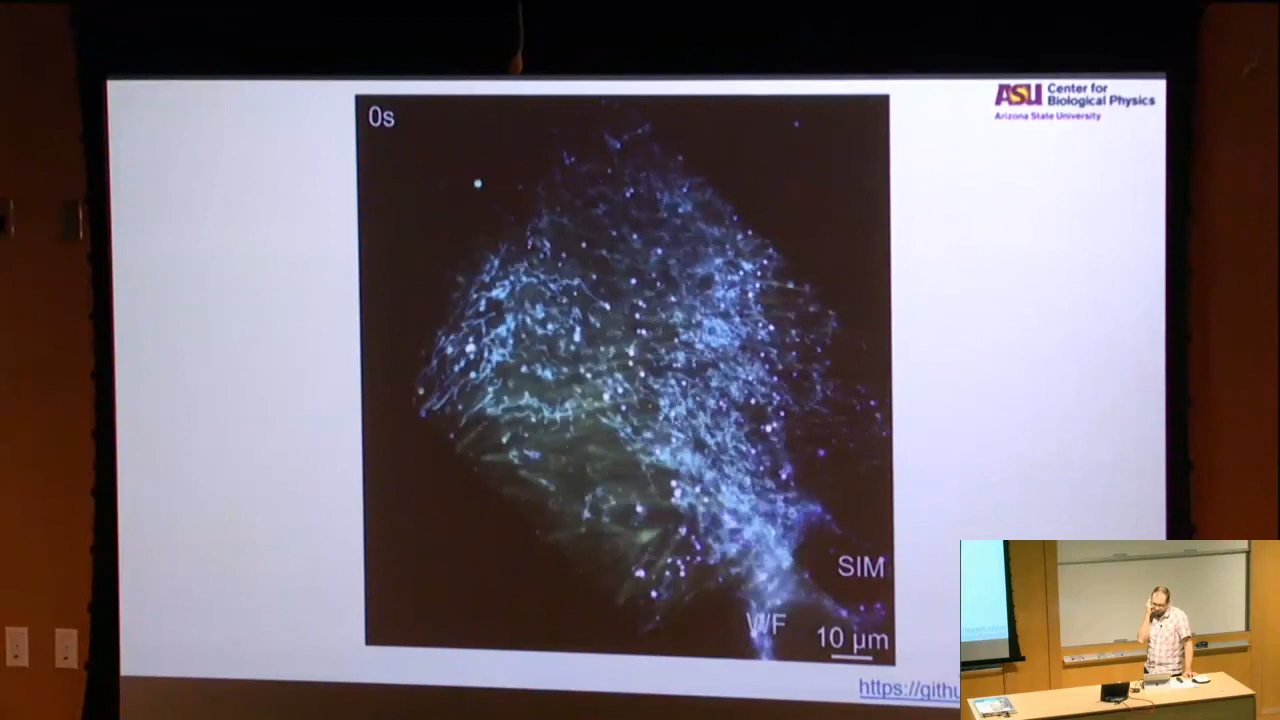 0s
ASU Center for
Biological Physics
Arizona State University
SIM
WF
10 μm
https://githu